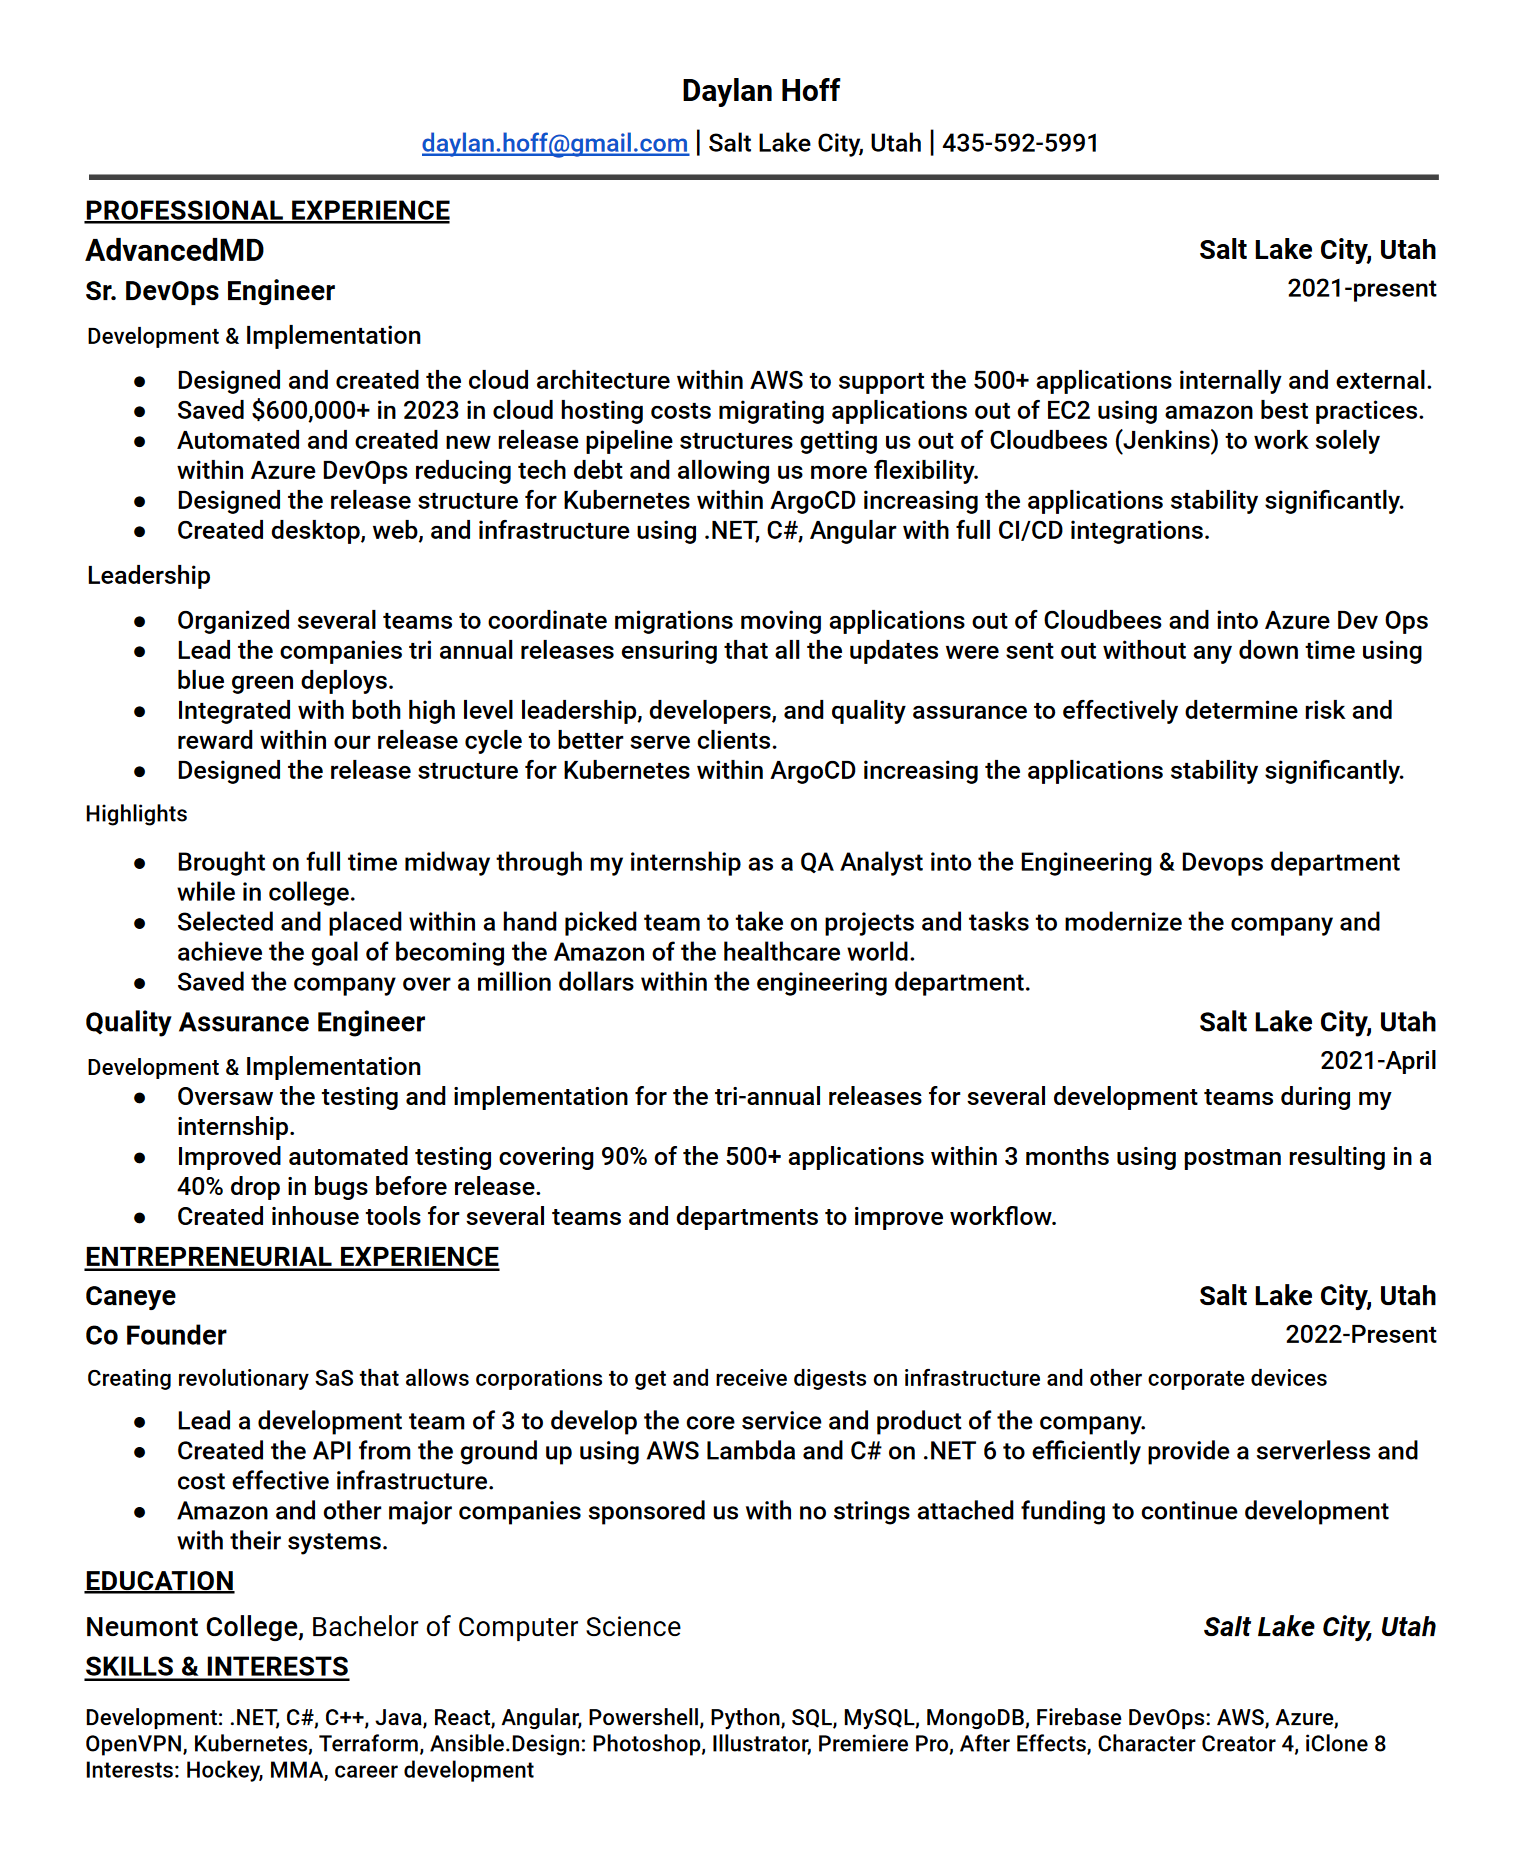 Daylan Hoff
daylan.hoff@gmail.com | Salt Lake City, Utah | 435-592-5991
PROFESSIONAL EXPERIENCE
AdvancedMD Salt Lake City, Utah
Sr. DevOps Engineer 2021-present
Development & Implementation
● Designed and created the cloud architecture within AWS to support the 500+ applications internally and external.
● Saved $600,000+ in 2023 in cloud hosting costs migrating applications out of EC2 using amazon best practices.
● Automated and created new release pipeline structures getting us out of Cloudbees (Jenkins) to work solely
within Azure DevOps reducing tech debt and allowing us more flexibility.
● Designed the release structure for Kubernetes within ArgoCD increasing the applications stability significantly.
● Created desktop, web, and infrastructure using .NET, C#, Angular with full CI/CD integrations.
Leadership
● Organized several teams to coordinate migrations moving applications out of Cloudbees and into Azure Dev Ops
● Lead the companies tri annual releases ensuring that all the updates were sent out without any down time using
blue green deploys.
● Integrated with both high level leadership, developers, and quality assurance to effectively determine risk and
reward within our release cycle to better serve clients.
● Designed the release structure for Kubernetes within ArgoCD increasing the applications stability significantly.
Highlights
● Brought on full time midway through my internship as a QA Analyst into the Engineering & Devops department
while in college.
● Selected and placed within a hand picked team to take on projects and tasks to modernize the company and
achieve the goal of becoming the Amazon of the healthcare world.
● Saved the company over a million dollars within the engineering department.
Quality Assurance Engineer Salt Lake City, Utah
Development & Implementation 2021-April
● Oversaw the testing and implementation for the tri-annual releases for several development teams during my
internship.
● Improved automated testing covering 90% of the 500+ applications within 3 months using postman resulting in a
40% drop in bugs before release.
● Created inhouse tools for several teams and departments to improve workflow.
ENTREPRENEURIAL EXPERIENCE
Caneye Salt Lake City, Utah
Co Founder 2022-Present
Creating revolutionary SaS that allows corporations to get and receive digests on infrastructure and other corporate devices
● Lead a development team of 3 to develop the core service and product of the company.
● Created the API from the ground up using AWS Lambda and C# on .NET 6 to efficiently provide a serverless and
cost effective infrastructure.
● Amazon and other major companies sponsored us with no strings attached funding to continue development
with their systems.
EDUCATION
Neumont College, Bachelor of Computer Science Salt Lake City, Utah
SKILLS & INTERESTS
Development: .NET, C#, C++, Java, React, Angular, Powershell, Python, SQL, MySQL, MongoDB, Firebase DevOps: AWS, Azure,
OpenVPN, Kubernetes, Terraform, Ansible.Design: Photoshop, Illustrator, Premiere Pro, After Effects, Character Creator 4, iClone 8
Interests: Hockey, MMA, career development